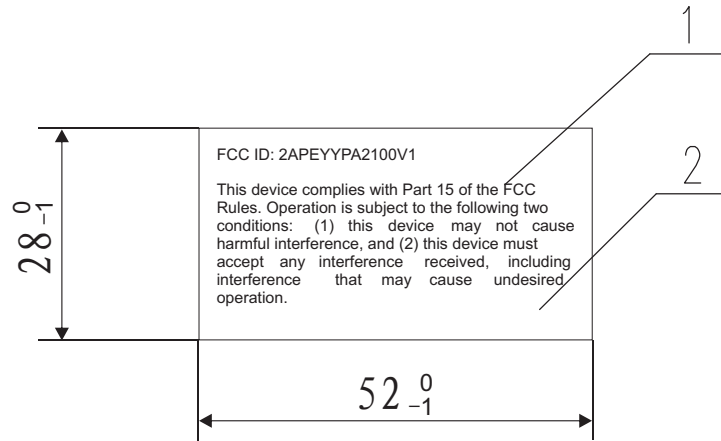 1
FCC ID: 2APEYYPA2100V1
This device complies with Part 15 of the FCC
Rules. Operation is subject to the following two
conditions: (1) this device may not cause
harmful interference, and (2) this device must
accept any interference received, including
interference that may cause undesired
operation.
2
28 0 -1
52 0 -1